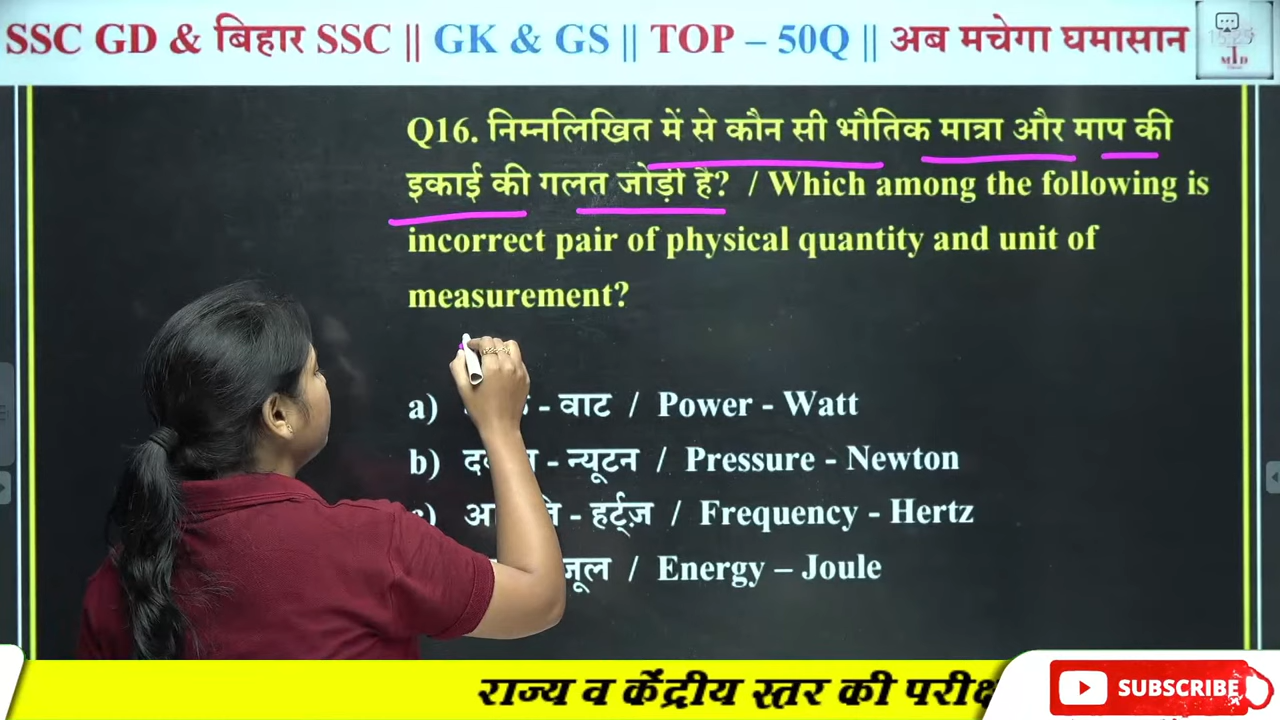 SSC GD & बिहार SSC || GK & GS || TOP – 50Q || अब मचेगा घमासान
Q16. निम्नलिखित में से कौन सी भौतिक मात्रा और माप की
इकाई की गलत जोड़ी है? / Which among the following is
incorrect pair of physical quantity and unit of
measurement?
a) - वाट / Power - Watt
b) - न्यूटन / Pressure - Newton
- हर्ट्ज़ / Frequency - Hertz
जूल / Energy – Joule
राज्य व केंद्रीय स्तर की
SUBSCRIBE